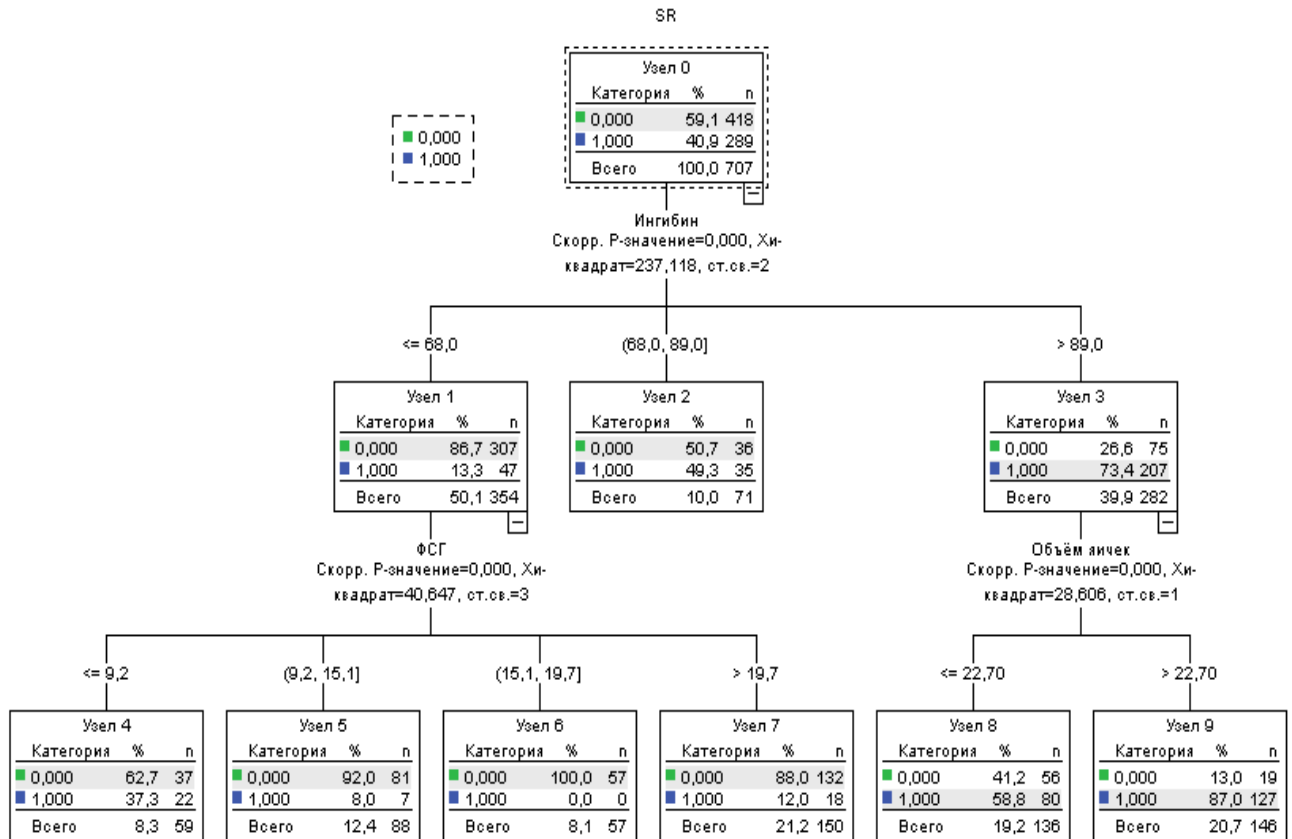 SR
Узел 0
Категория % n
0,000 59,1 418
1,000 40,9 289
Всего 100,0 707
0,000
1,000
Ингибин
Скорр. P-значение=0,000, Хи-
квадрат=237,118, ст.св.=2
<= 68,0
(68,0, 89,0]
> 89,0
Узел 1
Категория % n
0,000 86,7 307
1,000 13,3 47
Всего 50,1 354
Узел 2
Категория % n
0,000 50,7 36
1,000 49,3 35
Всего 10,0 71
Узел 3
Категория % n
0,000 26,6 75
1,000 73,4 207
Всего 39,9 282
ФСГ
Скорр. P-значение=0,000, Хи-
квадрат=40,647, ст.св.=3
Объём яичек
Скорр. P-значение=0,000, Хи-
квадрат=28,606, ст.св.=1
<= 9,2
(9,2, 15,1]
(15,1, 19,7]
> 19,7
<= 22,70
> 22,70
Узел 4
Категория % n
0,000 62,7 37
1,000 37,3 22
Всего 8,3 59
Узел 5
Категория % n
0,000 92,0 81
1,000 8,0 7
Всего 12,4 88
Узел 6
Категория % n
0,000 100,0 57
1,000 0,0 0
Всего 8,1 57
Узел 7
Категория % n
0,000 88,0 132
1,000 12,0 18
Всего 21,2 150
Узел 8
Категория % n
0,000 41,2 56
1,000 58,8 80
Всего 19,2 136
Узел 9
Категория % n
0,000 13,0 19
1,000 87,0 127
Всего 20,7 146